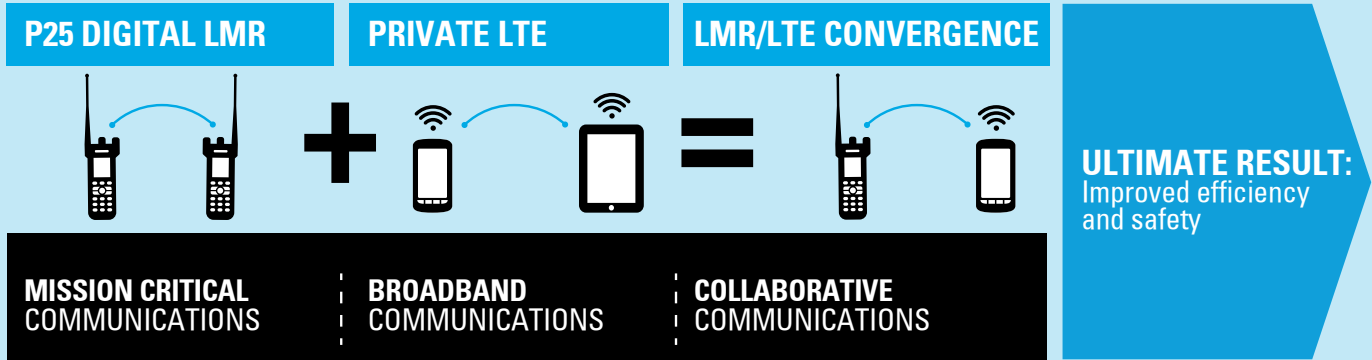 P25 DIGITAL LMR
PRIVATE LTE
LMR/LTE CONVERGENCE
MISSION CRITICAL
COMMUNICATIONS
BROADBAND
COMMUNICATIONS
COLLABORATIVE
COMMUNICATIONS
ULTIMATE RESULT:
Improved efficiency
and safety